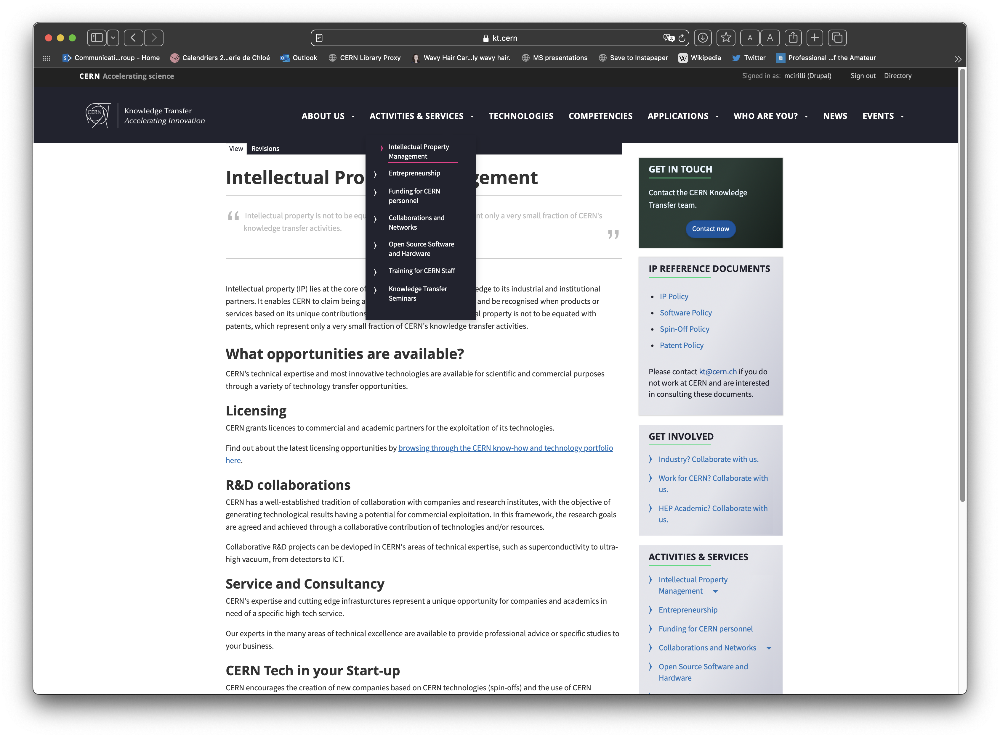 kt.cern
A A
Communicati...roup - Home
Calendriers 2...erie de Chloé
Outlook
CERN Library Proxy
Wavy Hair Car...ly wavy hair.
MS presentations
Save to Instapaper
W Wikipedia
Twitter
Professional ...f the Amateur
CERN Accelerating science
Signed in as: mcirilli (Drupal)
Sign out
Directory
CERN
Knowledge Transfer
Accelerating Innovation
ABOUT US
ACTIVITIES & SERVICES
TECHNOLOGIES
COMPETENCIES
APPLICATIONS
WHO ARE YOU?
NEWS
EVENTS
Intellectual Property
Management
Entrepreneurship
Funding for CERN
personnel
Collaborations and
Networks
Open Source Software
and Hardware
Training for CERN Staff
Knowledge Transfer
Seminars
View
Revisions
Intellectual Pro gement
“ Intellectual property is not to be equ nt only a very small fraction of CERN's
knowledge transfer activities. ”
Intellectual property (IP) lies at the core of edge to its industrial and institutional
partners. It enables CERN to claim being a and be recognised when products or
services based on its unique contributions l property is not to be equated with
patents, which represent only a very small fraction of CERN's knowledge transfer activities.
What opportunities are available?
CERN’s technical expertise and most innovative technologies are available for scientific and commercial purposes
through a variety of technology transfer opportunities.
Licensing
CERN grants licences to commercial and academic partners for the exploitation of its technologies.
Find out about the latest licensing opportunities by browsing through the CERN know-how and technology portfolio
here.
R&D collaborations
CERN has a well-established tradition of collaboration with companies and research institutes, with the objective of
generating technological results having a potential for commercial exploitation. In this framework, the research goals
are agreed and achieved through a collaborative contribution of technologies and/or resources.
Collaborative R&D projects can be devloped in CERN's areas of technical expertise, such as superconductivity to ultra-
high vacuum, from detectors to ICT.
Service and Consultancy
CERN's expertise and cutting edge infrasturctures represent a unique opportunity for companies and academics in
need of a specific high-tech service.
Our experts in the many areas of technical excellence are available to provide professional advice or specific studies to
your business.
CERN Tech in your Start-up
CERN encourages the creation of new companies based on CERN technologies (spin-offs) and the use of CERN
GET IN TOUCH
Contact the CERN Knowledge
Transfer team.
Contact now
IP REFERENCE DOCUMENTS
• IP Policy
• Software Policy
• Spin-Off Policy
• Patent Policy
Please contact kt@cern.ch if you do
not work at CERN and are interested
in consulting these documents.
GET INVOLVED
Industry? Collaborate with us.
Work for CERN? Collaborate with
us.
HEP Academic? Collaborate with
us.
ACTIVITIES & SERVICES
Intellectual Property
Management
Entrepreneurship
Funding for CERN personnel
Collaborations and Networks
Open Source Software and
Hardware